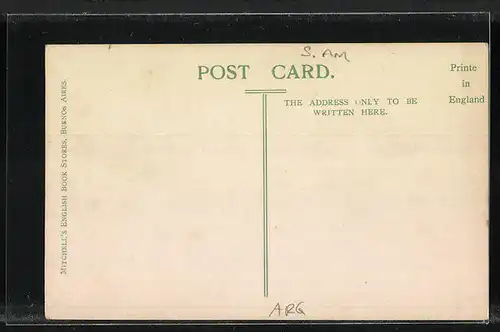 S. AM
POST CARD.
Printe
in
England
THE ADDRESS ONLY TO BE
WRITTEN HERE.
MITCHELL'S ENGLISH BOOK STORES, BUENOS AIRES.
ARG